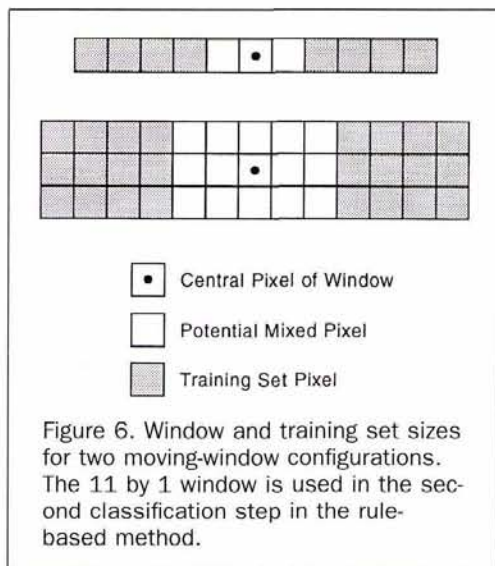 Central Pixel of Window
Potential Mixed Pixel
Training Set Pixel
Figure 6. Window and training set sizes
for two moving-window configurations.
The 11 by 1 window is used in the sec-
ond classification step in the rule-
based method.